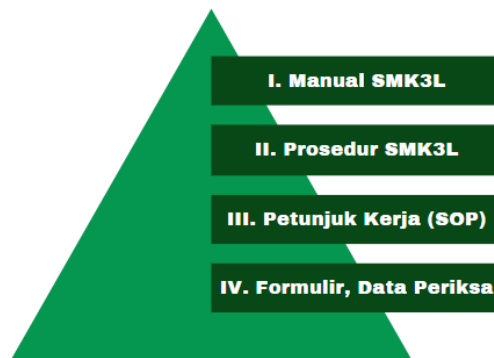 I. Manual SMK3L
II. Prosedur SMK3L
III. Petunjuk Kerja (SOP)
IV. Formulir, Data Periksa